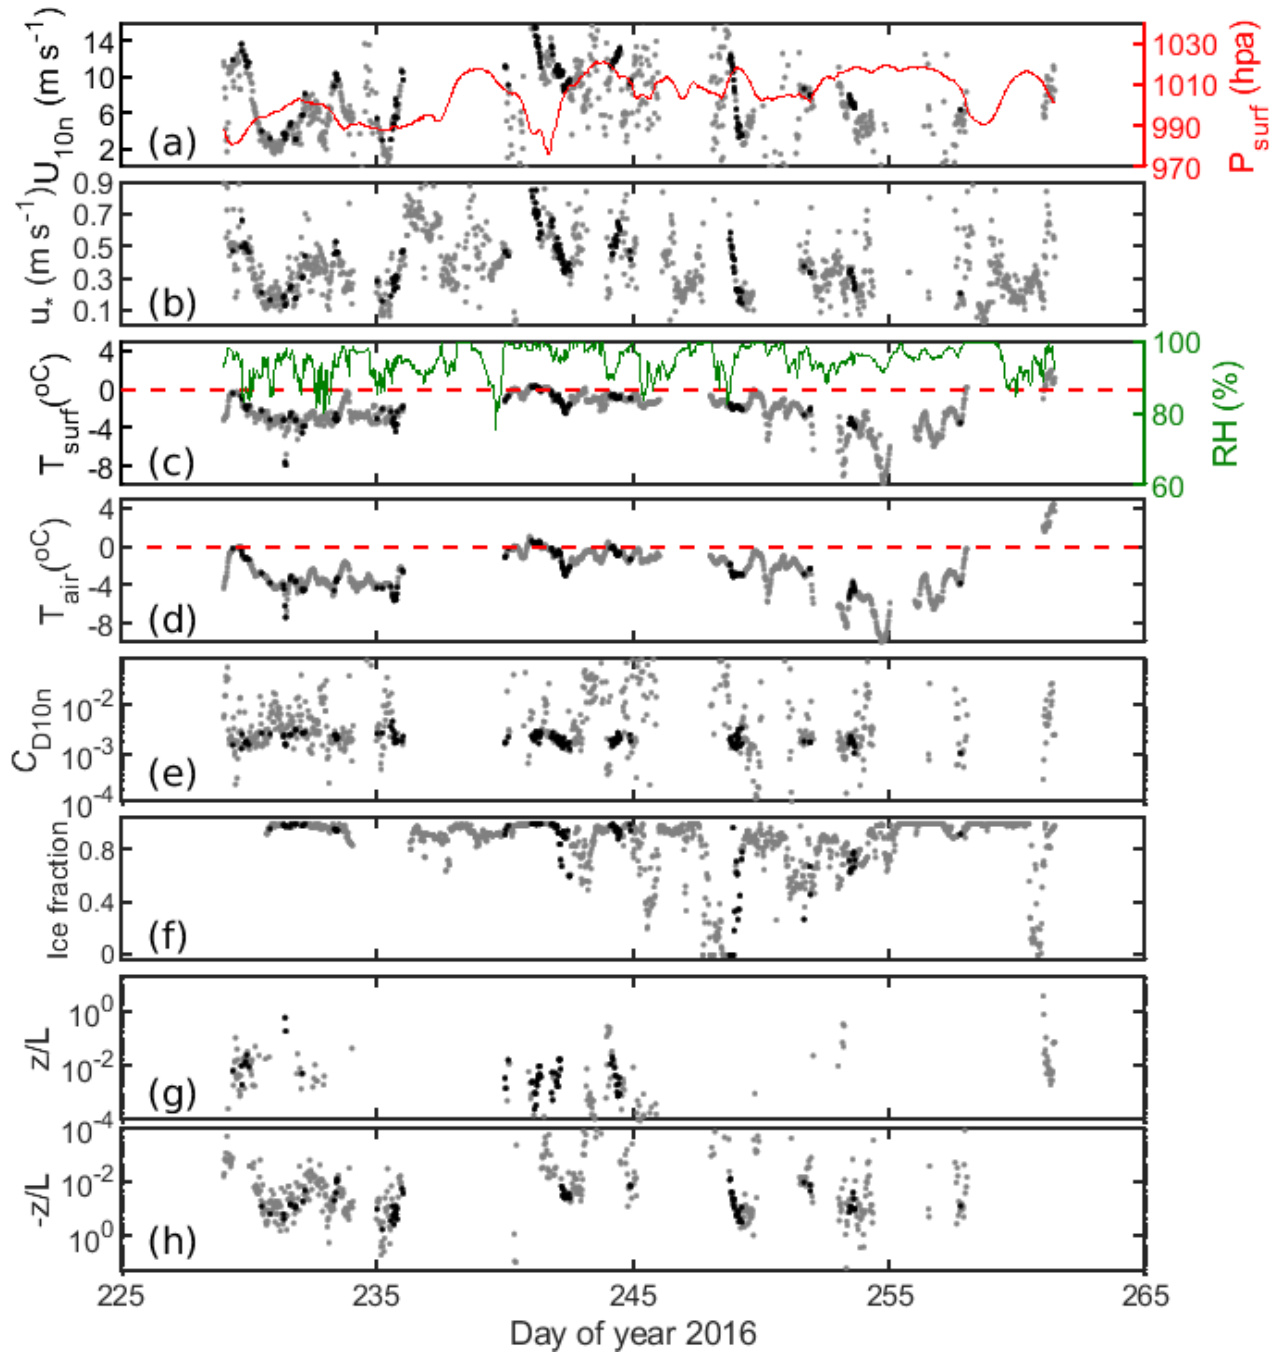 U10n (m s-1)
14
10
6
2
(a)
1030
1010
990
970
Psurf (hpa)
u* (m s-1)
0.9
0.7
0.5
0.3
0.1
(b)
Tsurf(oC)
4
0
-4
-8
(c)
100
80
60
RH (%)
Tair(oC)
4
0
-4
-8
(d)
CD10n
10-2
10-3
10-4
(e)
Ice fraction
0.8
0.4
0
(f)
z/L
100
10-2
10-4
(g)
-z/L
10-4
10-2
100
(h)
225
235
245
255
265
Day of year 2016